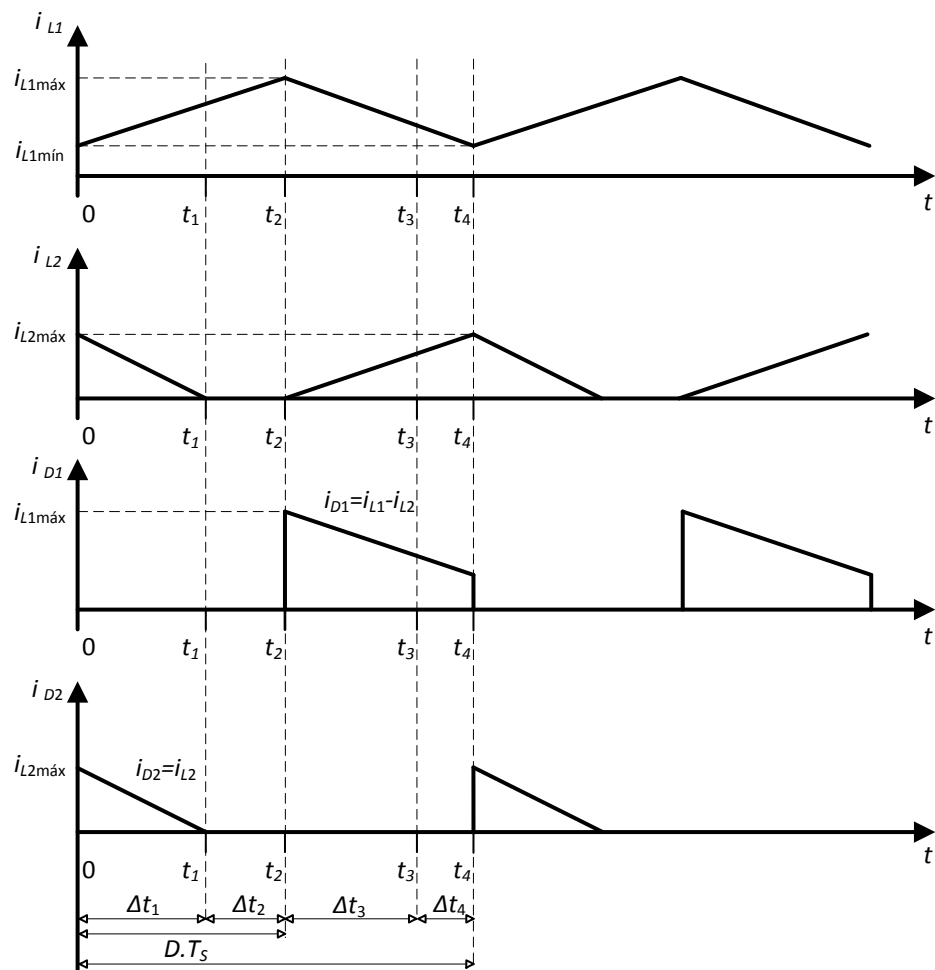 i L1
iL1máx
iL1mín
0 t1 t2 t3 t4 t
i L2
iL2máx
0 t1 t2 t3 t4 t
i D1
iL1máx
iD1=iL1-iL2
0 t1 t2 t3 t4 t
i D2
iL2máx
iD2=iL2
0 t1 t2 t3 t4 t
Δt1 Δt2 Δt3 Δt4
D.TS